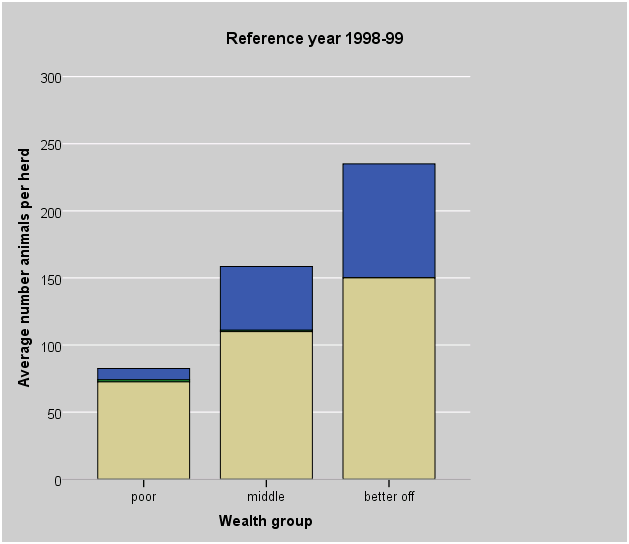 Reference year 1998-99
Average number animals per herd
300
250
200
150
100
50
0
poor middle better off
Wealth group